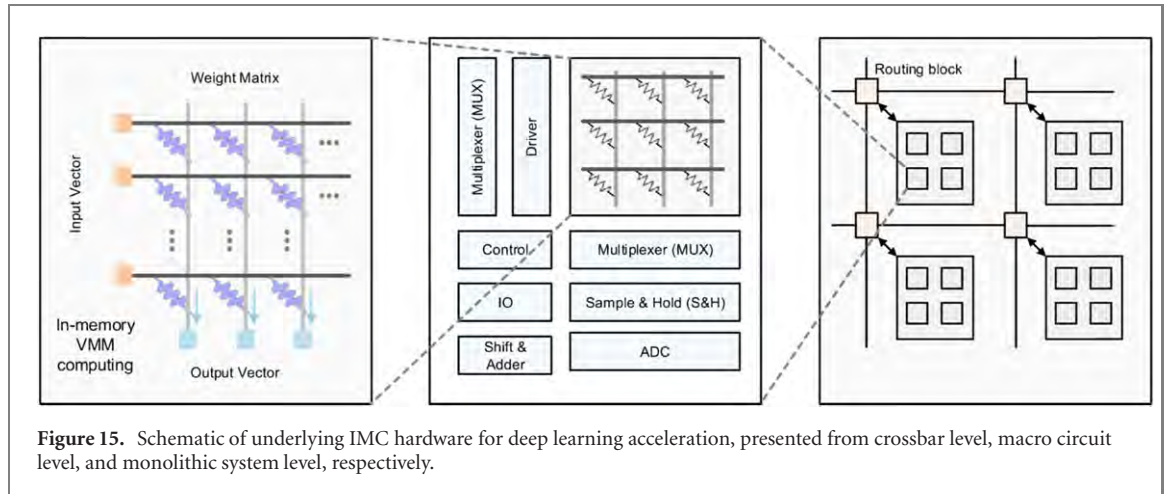 Weight Matrix
Input Vector
In-memory
VMM
computing
Output Vector
Multiplexer (MUX)
Driver
Control
Multiplexer (MUX)
IO
Sample & Hold (S&H)
Shift &
Adder
ADC
Routing block
Figure 15. Schematic of underlying IMC hardware for deep learning acceleration, presented from crossbar level, macro circuit
level, and monolithic system level, respectively.